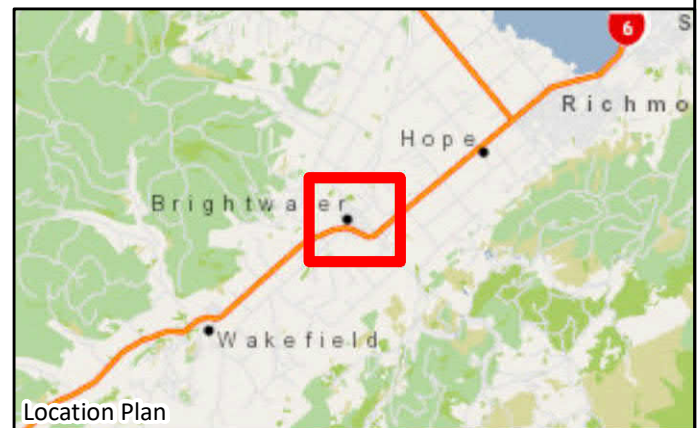 6
S
Richmo
Hope
Brightwater
Wakefield
Location Plan